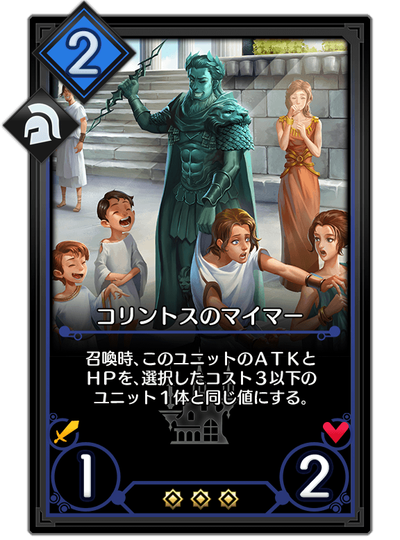 2
コリントスのマイマー
召喚時、このユニットのＡＴＫと
ＨＰを、選択したコスト３以下の
ユニット１体と同じ値にする。
1
2